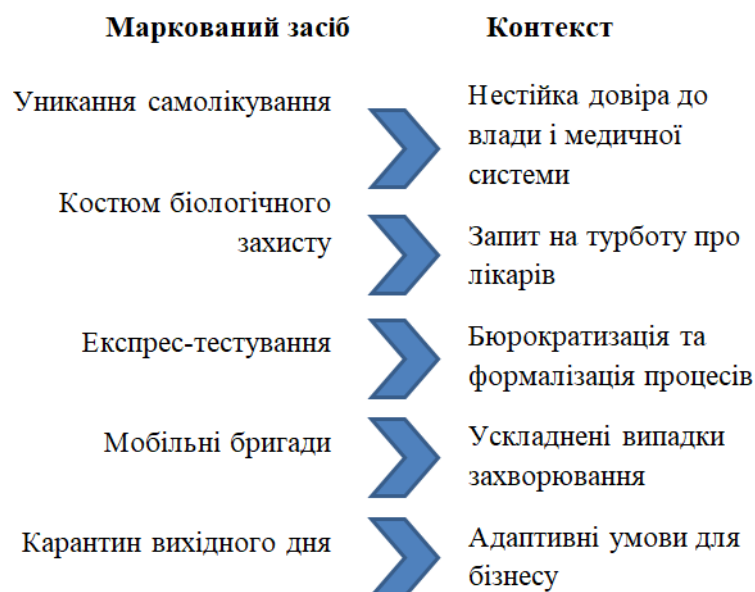 Маркований засіб
Контекст
Уникання самолікування
Нестійка довіра до
влади і медичної
системи
Костюм біологічного
захисту
Запит на турботу про
лікарів
Експрес-тестування
Бюрократизація та
формалізація процесів
Мобільні бригади
Ускладнені випадки
захворювання
Карантин вихідного дня
Адаптивні умови для
бізнесу